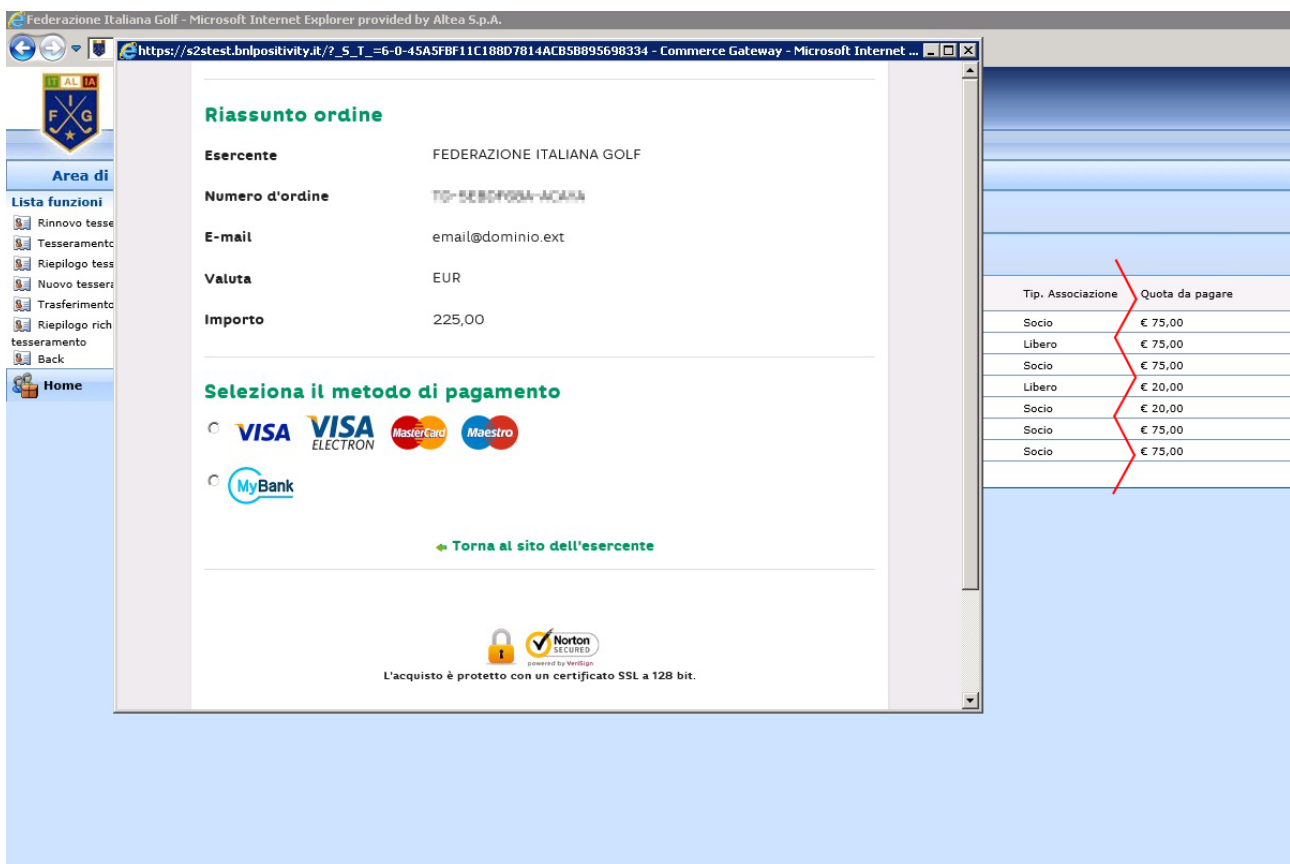 Federazione Italiana Golf - Microsoft Internet Explorer provided by Altea S.p.A.
https://s2stest.bnlpositivity.it/?_S_T_=6-0-45A5FBF11C188D7814ACB5B895698334 - Commerce Gateway - Microsoft Internet ...
IT AL IA
F I G
Area di
Lista funzioni
Rinnovo tesse
Tesseramento
Riepilogo tess
Nuovo tessera
Trasferimento
Riepilogo rich
tesseramento
Back
Home
Riassunto ordine
Esercente FEDERAZIONE ITALIANA GOLF
Numero d'ordine
E-mail email@dominio.ext
Valuta EUR
Importo 225,00
Seleziona il metodo di pagamento
VISA VISA ELECTRON MasterCard Maestro
MyBank
Torna al sito dell'esercente
Norton
SECURED
powered by VeriSign
L'acquisto è protetto con un certificato SSL a 128 bit.
Tip. Associazione Quota da pagare
Socio € 75,00
Libero € 75,00
Socio € 75,00
Libero € 20,00
Socio € 20,00
Socio € 75,00
Socio € 75,00